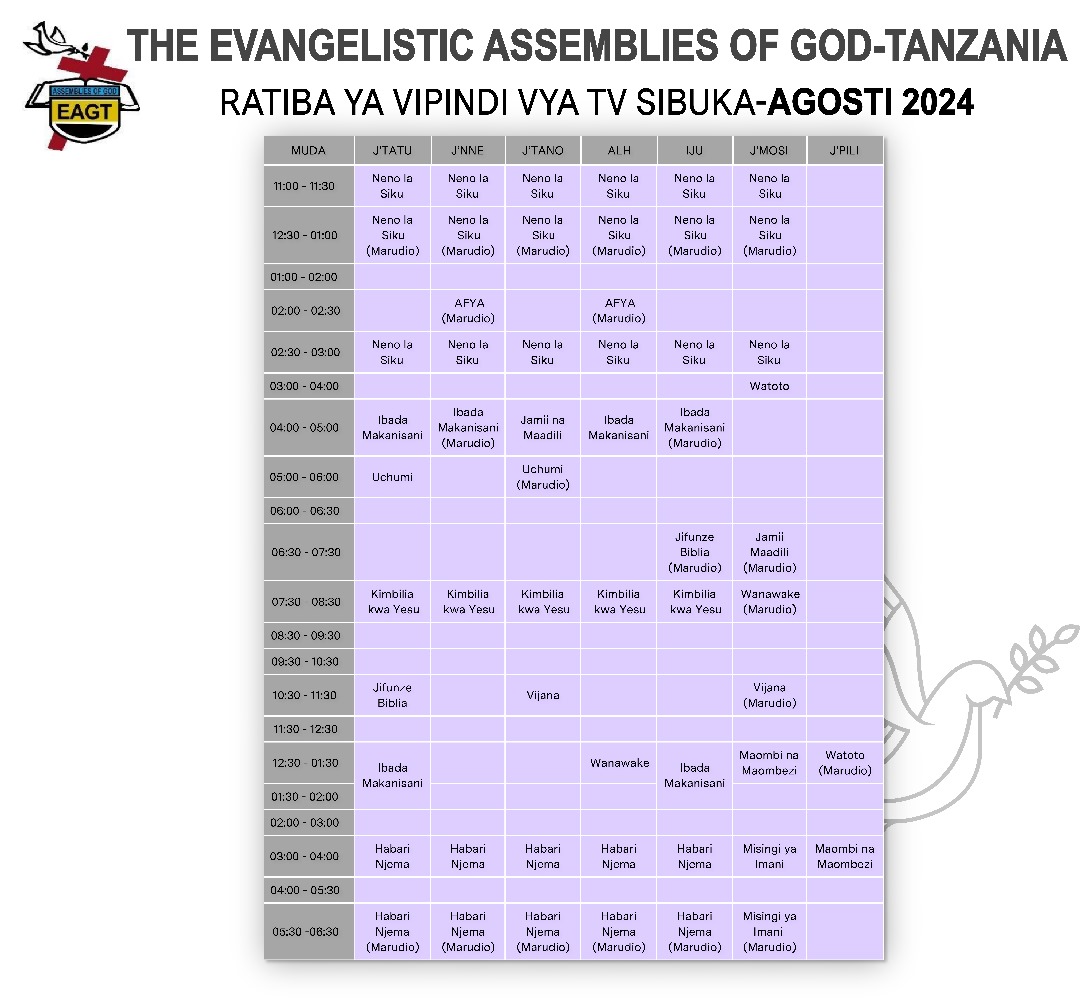 THE EVANGELISTIC ASSEMBLIES OF GOD-TANZANIA
ASSEMBLIES OF GOD
EAGT
RATIBA YA VIPINDI VYA TV SIBUKA-AGOSTI 2024
MUDA J'TATU J'NNE J'TANO ALH IJU J'MOSI J'PILI
11:00 - 11:30 Neno la Siku Neno la Siku Neno la Siku Neno la Siku Neno la Siku Neno la Siku
12:30 - 01:00 Neno la Siku (Marudio) Neno la Siku (Marudio) Neno la Siku (Marudio) Neno la Siku (Marudio) Neno la Siku (Marudio) Neno la Siku (Marudio)
01:00 - 02:00
02:00 - 02:30 AFYA (Marudio) AFYA (Marudio)
02:30 - 03:00 Neno la Siku Neno la Siku Neno la Siku Neno la Siku Neno la Siku Neno la Siku
03:00 - 04:00 Watoto
04:00 - 05:00 Ibada Makanisani Ibada Makanisani (Marudio) Jamii na Maadili Ibada Makanisani Ibada Makanisani (Marudio)
05:00 - 06:00 Uchumi Uchumi (Marudio)
06:00 - 06:30
06:30 - 07:30 Jifunze Biblia (Marudio) Jamii Maadili (Marudio)
07:30 - 08:30 Kimbilia kwa Yesu Kimbilia kwa Yesu Kimbilia kwa Yesu Kimbilia kwa Yesu Kimbilia kwa Yesu Wanawake (Marudio)
08:30 - 09:30
09:30 - 10:30
10:30 - 11:30 Jifunze Biblia Vijana Vijana (Marudio)
11:30 - 12:30
12:30 - 01:30 Ibada Makanisani Wanawake Ibada Makanisani Maombi na Maombezi Watoto (Marudio)
01:30 - 02:00
02:00 - 03:00
03:00 - 04:00 Habari Njema Habari Njema Habari Njema Habari Njema Habari Njema Misingi ya Imani Maombi na Maombezi
04:00 - 05:30
05:30 -06:30 Habari Njema (Marudio) Habari Njema (Marudio) Habari Njema (Marudio) Habari Njema (Marudio) Habari Njema (Marudio) Misingi ya Imani (Marudio)